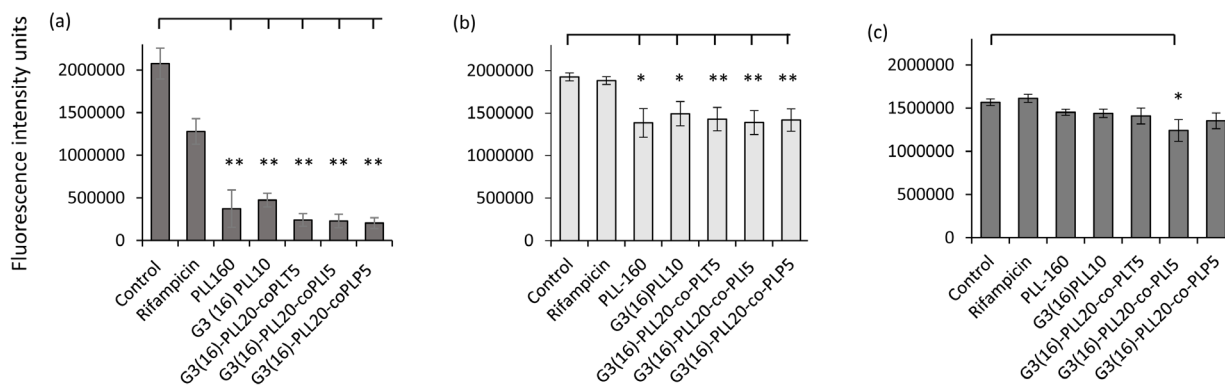 Fluorescence intensity units
(a)
2000000
1500000
1000000
500000
0
** ** ** ** **
Control
Rifampicin
PLL160
G3 (16) PLL10
G3(16)-PLL20-coPLT5
G3(16)-PLL20-coPLI5
G3(16)-PLL20-coPLP5
(b)
2000000
1500000
1000000
500000
0
* * ** ** **
Control
Rifampicin
PLL-160
G3(16)PLL10
G3(16)-PLL20-co-PLT5
G3(16)-PLL20-co-PLI5
G3(16)-PLL20-co-PLP5
(c)
2000000
1500000
1000000
500000
0
*
Control
Rifampicin
PLL-160
G3(16)PLL10
G3(16)-PLL20-co-PLT5
G3(16)-PLL20-co-PLI5
G3(16)-PLL20-co-PLP5